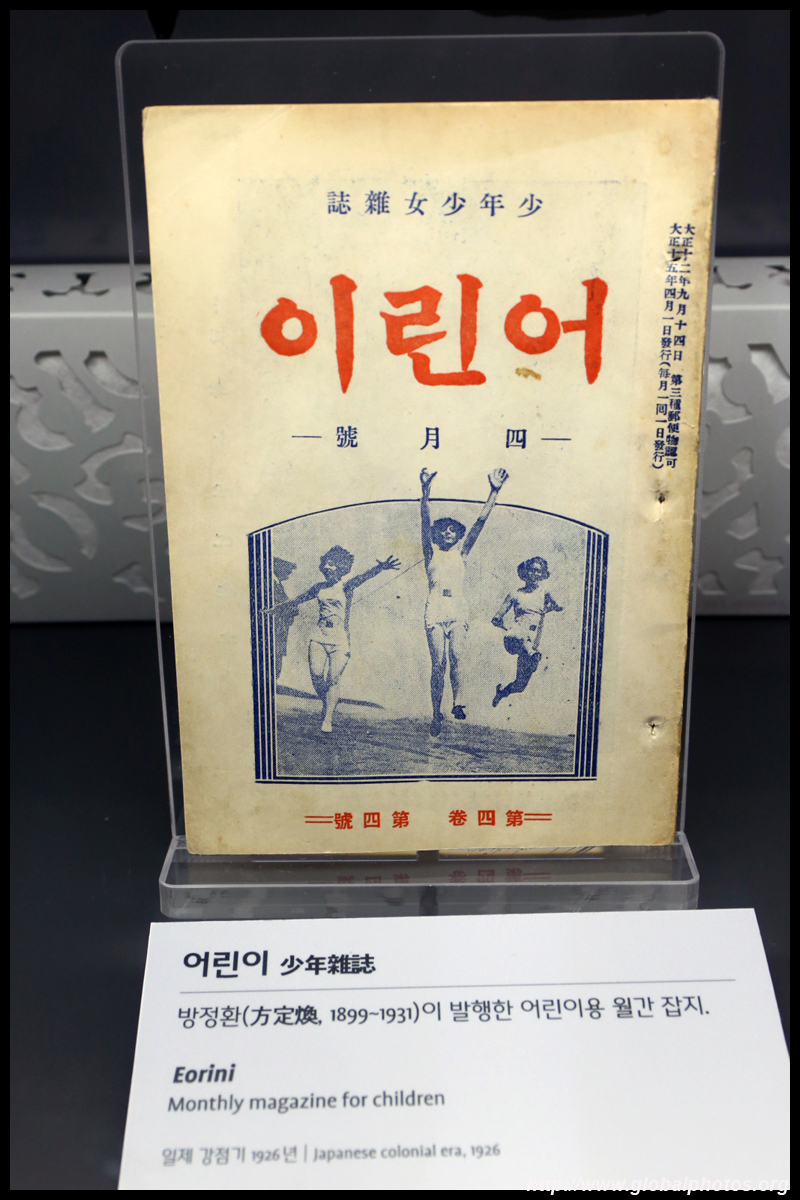 少年少女雜誌
어린이
—四月號—
大正十二年九月十四日 第三種郵便物認可
大正十五年四月一日發行(每月一回一日發行)
第四卷 第四號
어린이 少年雜誌
방정환(方定煥, 1899~1931)이 발행한 어린이용 월간 잡지.
Eorini
Monthly magazine for children
일제 강점기 1926년 | Japanese colonial era, 1926
http://www.globalphotos.org